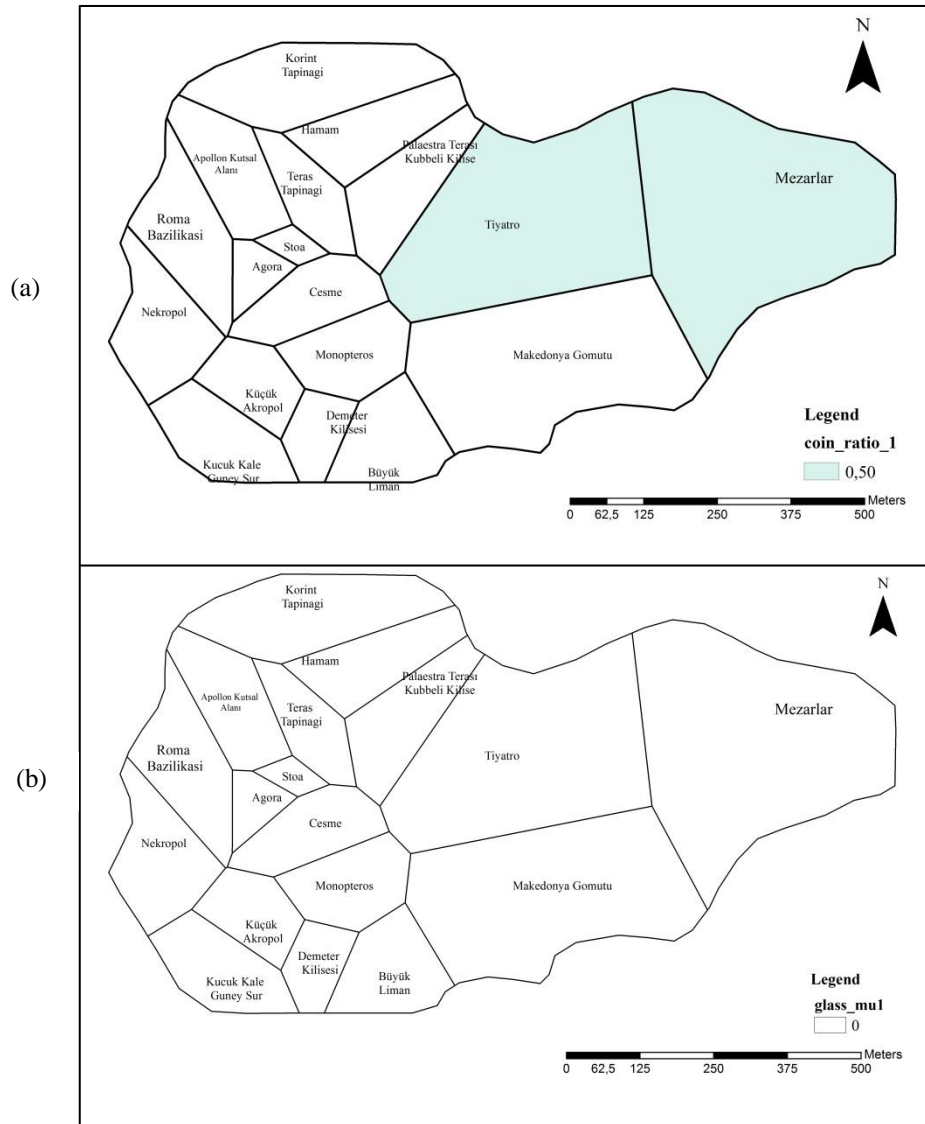 (a)
N
Korint
Tapinagi
Hamam
Palaestra Terası
Kubbeli Kilise
Apollon Kutsal
Alanı
Teras
Tapinagi
Mezarlar
Roma
Bazilikasi
Tiyatro
Stoa
Agora
Cesme
Nekropol
Monopteros
Makedonya Gomutu
Küçük
Akropol
Demeter
Kilisesi
Kucuk Kale
Guney Sur
Büyük
Liman
Legend
coin_ratio_1
0,50
Meters
0 62,5 125 250 375 500
(b)
N
Korint
Tapinagi
Hamam
Palaestra Terası
Kubbeli Kilise
Apollon Kutsal
Alanı
Teras
Tapinagi
Mezarlar
Roma
Bazilikasi
Tiyatro
Stoa
Agora
Cesme
Nekropol
Monopteros
Makedonya Gomutu
Küçük
Akropol
Demeter
Kilisesi
Kucuk Kale
Guney Sur
Büyük
Liman
Legend
glass_mu1
0
Meters
0 62,5 125 250 375 500